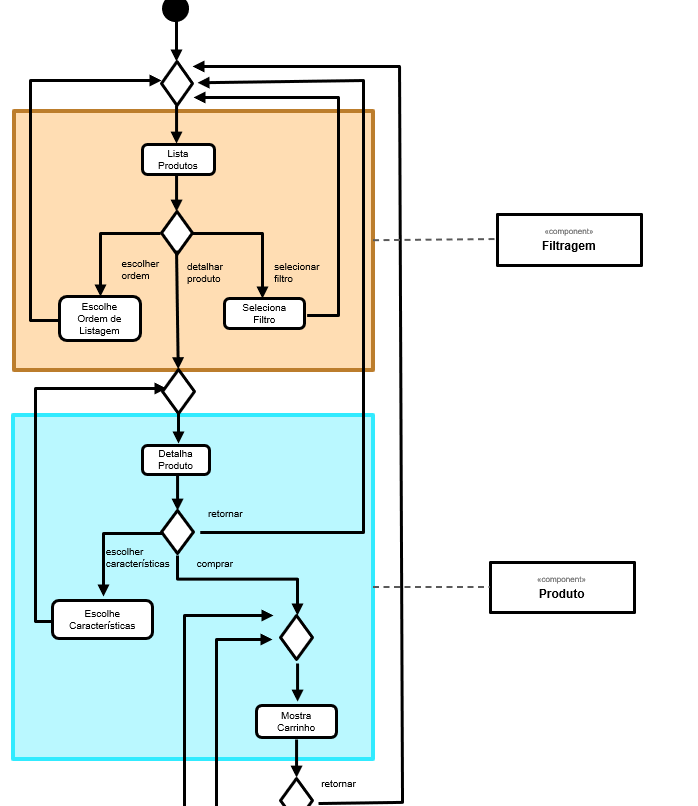 Lista
Produtos
«component»
Filtragem
escolher
ordem
detalhar
produto
selecionar
filtro
Escolhe
Ordem de
Listagem
Seleciona
Filtro
Detalha
Produto
retornar
escolher
características
comprar
«component»
Produto
Escolhe
Características
Mostra
Carrinho
retornar